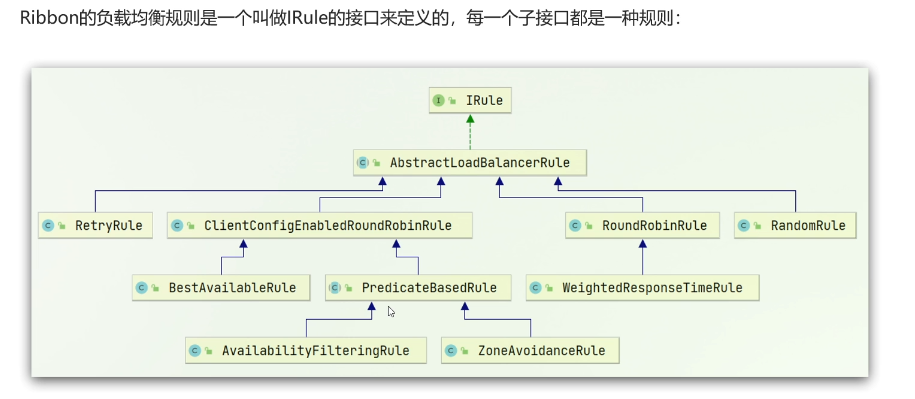 Ribbon的负载均衡规则是一个叫做IRule的接口来定义的，每一个子接口都是一种规则：
I IRule
C AbstractLoadBalancerRule
C RetryRule C ClientConfigEnabledRoundRobinRule C RoundRobinRule C RandomRule
C BestAvailableRule C PredicateBasedRule C WeightedResponseTimeRule
C AvailabilityFilteringRule C ZoneAvoidanceRule